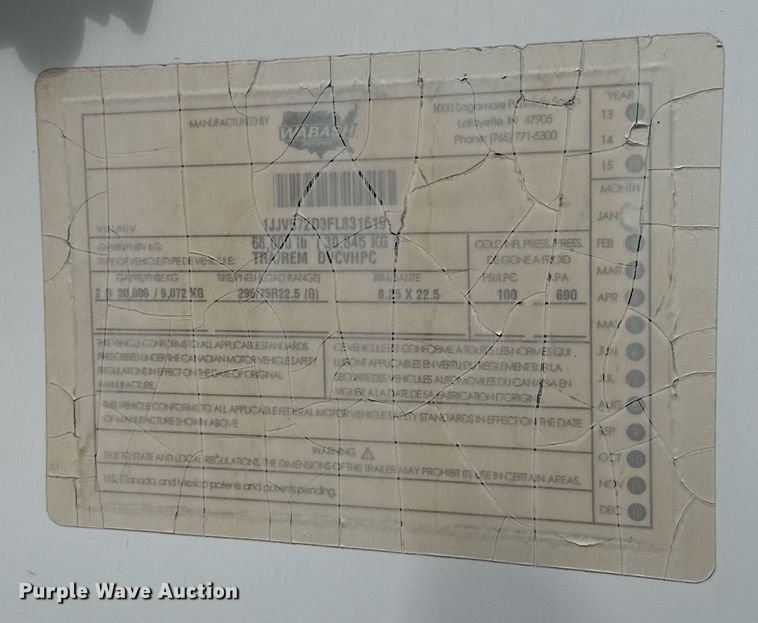 MANUFACTURED BY
WABASH
1000 Sagamore Parkway South
Lafayette, IN 47905
Phone: (765) 771-5300
YEAR
13
14
15
V.I.N./N.I.V.
1JJV572D3FL831619
GVWR/PNBV KG:
68,000 lb / 30,845 KG
TYPE OF VEHICLE/TYPE DE VEHICULE:
TRA/REM DVCVHPC
COLD INFL. PRESS./PRESS.
DE GONF. A FROID
GAWR/PNBE KG
TIRE/PNEU (LOAD RANGE)
RIM/JANTE
PSI/LPC
KPA
2 @ 20,000 / 9,072 KG
295/75R22.5 (G)
8.25 X 22.5
100
690
MONTH
JAN
FEB
MAR
APR
MAY
JUN
JUL
AUG
SEP
OCT
NOV
DEC
THIS VEHICLE CONFORMS TO ALL APPLICABLE STANDARDS
PRESCRIBED UNDER THE CANADIAN MOTOR VEHICLE SAFETY
REGULATIONS IN EFFECT ON THE DATE OF ORIGINAL
MANUFACTURE.
CE VEHICULE EST CONFORME A TOUTES LES NORMES QUI
LUI SONT APPLICABLES EN VERTU DU REGLEMENT SUR LA
SECURITE DES VEHICULES AUTOMOBILES DU CANADA EN
VIGUEUR A LA DATE DE SA FABRICATION D'ORIGINE
THIS VEHICLE CONFORMS TO ALL APPLICABLE FEDERAL MOTOR VEHICLE SAFETY STANDARDS IN EFFECT ON THE DATE
OF MANUFACTURE SHOWN ABOVE
WARNING
DUE TO STATE AND LOCAL REGULATIONS, THE DIMENSIONS OF THIS TRAILER MAY PROHIBIT ITS USE IN CERTAIN AREAS.
U.S. Canada, and Mexico patents and patents pending.
Purple Wave Auction